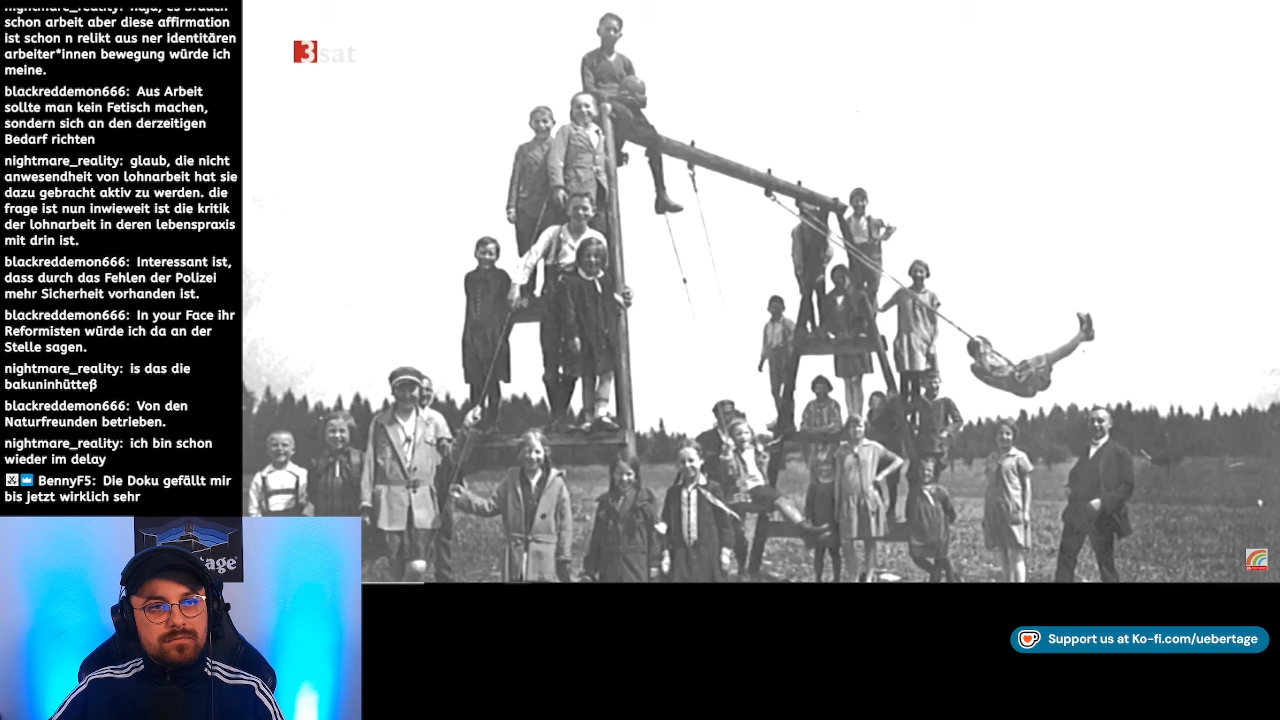 nightmare_reality: naja, es brauch
schon arbeit aber diese affirmation
ist schon n relikt aus ner identitären
arbeiter*innen bewegung würde ich
meine.
blackreddemon666: Aus Arbeit
sollte man kein Fetisch machen,
sondern sich an den derzeitigen
Bedarf richten
nightmare_reality: glaub, die nicht
anwesendheit von lohnarbeit hat sie
dazu gebracht aktiv zu werden. die
frage ist nun inwieweit ist die kritik
der lohnarbeit in deren lebenspraxis
mit drin ist.
blackreddemon666: Interessant ist,
dass durch das Fehlen der Polizei
mehr Sicherheit vorhanden ist.
blackreddemon666: In your Face ihr
Reformisten würde ich da an der
Stelle sagen.
nightmare_reality: is das die
bakuninhütteβ
blackreddemon666: Von den
Naturfreunden betrieben.
nightmare_reality: ich bin schon
wieder im delay
BennyF5: Die Doku gefällt mir
bis jetzt wirklich sehr
3sat
Support us at Ko-fi.com/uebertage